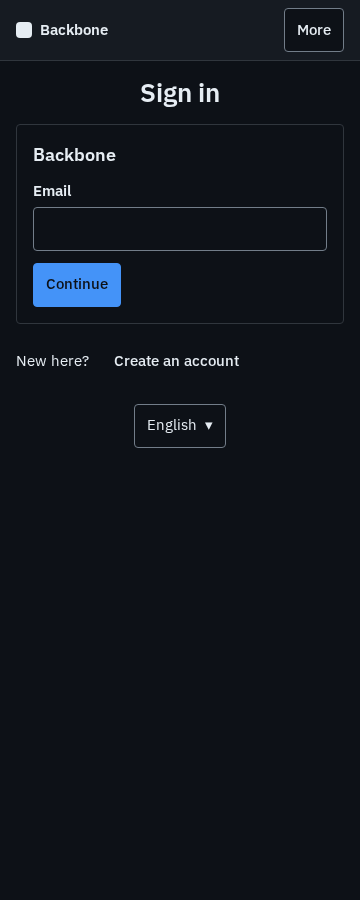 Backbone
More
Sign in
Backbone
Email
Continue
New here? Create an account
English ▾